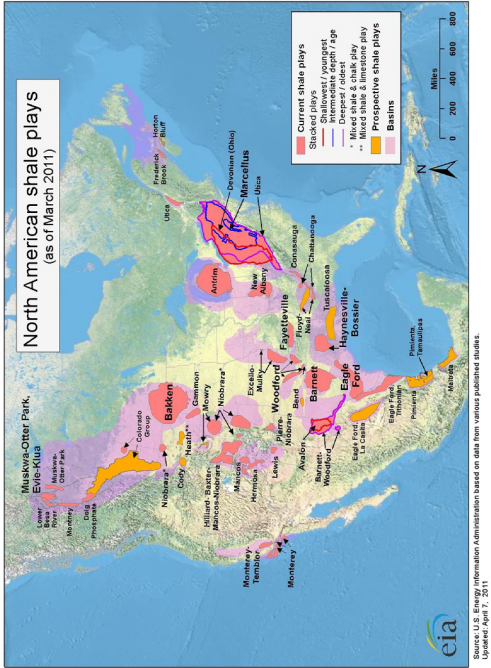 North American shale plays
(as of March 2011)
Current shale plays
Stacked plays
Shallowest / youngest
Intermediate depth / age
Deepest / oldest
* Mixed shale & chalk play
** Mixed shale & limestone play
Prospective shale plays
Basins
Miles
0 200 400 600 800
N
Muskwa-Otter Park,
Evie-Klua
Lower
Besa
River
Muskwa-
Otter Park
Montney
Doig
Phosphate
Colorado
Group
Bakken
Niobrara*
Cody
Heath**
Gammon
Mowry
Niobrara*
Hilliard- Baxter-
Mancos-Niobrara
Mancos
Hermosa
Lewis
Pierre-
Niobrara
Monterey-
Temblor
Monterey
Excello-
Mulky
Woodford
Fayetteville
Bend
Barnett
Avalon
Barnett-
Woodford
Eagle
Ford
Haynesville-
Bossier
Tuscaloosa
Floyd-
Neal
Conasauga
Chattanooga
Antrim
New
Albany
Devonian (Ohio)
Marcellus
Utica
Utica
Frederick
Brook
Horton
Bluff
Eagle Ford,
La Casita
Eagle Ford,
Tithonian
Pimienta
Pimienta,
Tamaulipas
Maltrata
eia
Source: U.S. Energy Information Administration based on data from various published studies.
Updated: April 7, 2011